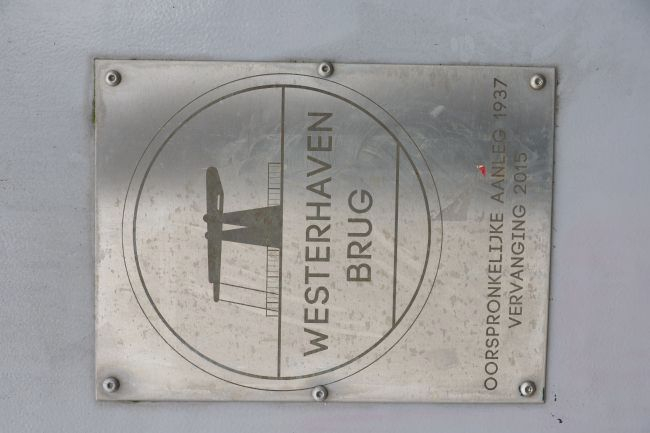 WESTERHAVEN
BRUG
OORSPRONKELIJKE AANLEG 1937
VERVANGING 2015